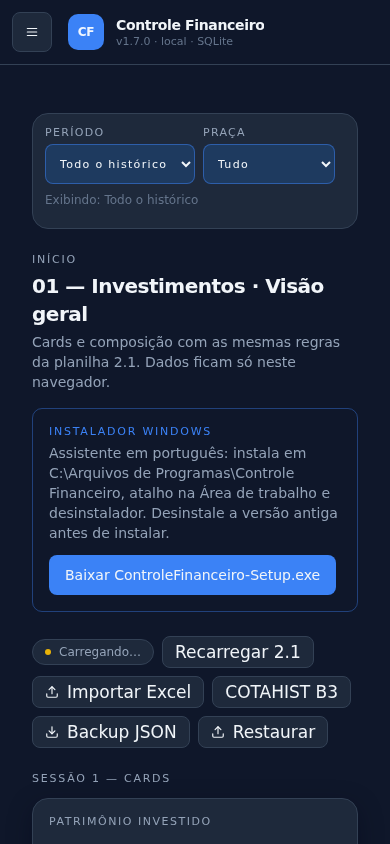 CF
Controle Financeiro
v1.7.0 · local · SQLite
PERÍODO
PRAÇA
Todo o histórico
Tudo
Exibindo: Todo o histórico
INÍCIO
01 — Investimentos · Visão
geral
Cards e composição com as mesmas regras
da planilha 2.1. Dados ficam só neste
navegador.
INSTALADOR WINDOWS
Assistente em português: instala em
C:\Arquivos de Programas\Controle
Financeiro, atalho na Área de trabalho e
desinstalador. Desinstale a versão antiga
antes de instalar.
Baixar ControleFinanceiro-Setup.exe
Carregando...
Recarregar 2.1
Importar Excel
COTAHIST B3
Backup JSON
Restaurar
SESSÃO 1 — CARDS
PATRIMÔNIO INVESTIDO